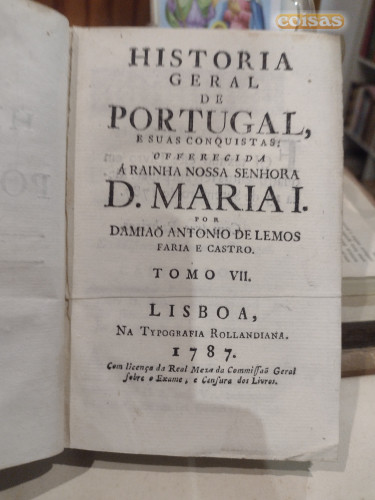 coisas
HISTORIA
GERAL
DE
PORTUGAL,
E SUAS CONQUISTAS;
OFFERECIDA
Á RAINHA NOSSA SENHORA
D. MARIA I.
POR
DAMIAÕ ANTONIO DE LEMOS
FARIA E CASTRO.
TOMO VII.
LISBOA,
NA TYPOGRAFIA ROLLANDIANA.
1787.
Com licença da Real Meza da Commissaõ Geral
sobre o Exame, e Censura dos Livros.